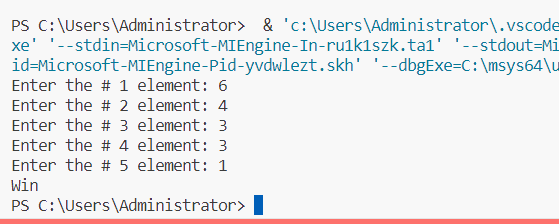 PS C:\Users\Administrator>  & 'c:\Users\Administrator\.vscode
xe' '--stdin=Microsoft-MIEngine-In-ru1k1szk.ta1' '--stdout=Mi
id=Microsoft-MIEngine-Pid-yvdwlezt.skh' '--dbgExe=C:\msys64\u
Enter the # 1 element: 6
Enter the # 2 element: 4
Enter the # 3 element: 3
Enter the # 4 element: 3
Enter the # 5 element: 1
Win
PS C:\Users\Administrator>